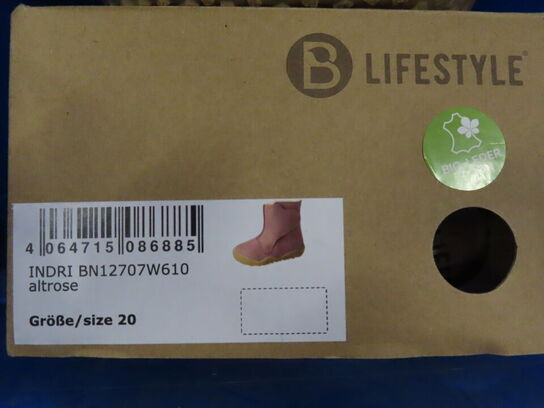 B LIFESTYLE
BIO LEDER
4 064715 086885
INDRI BN12707W610
altrose
Größe/size 20